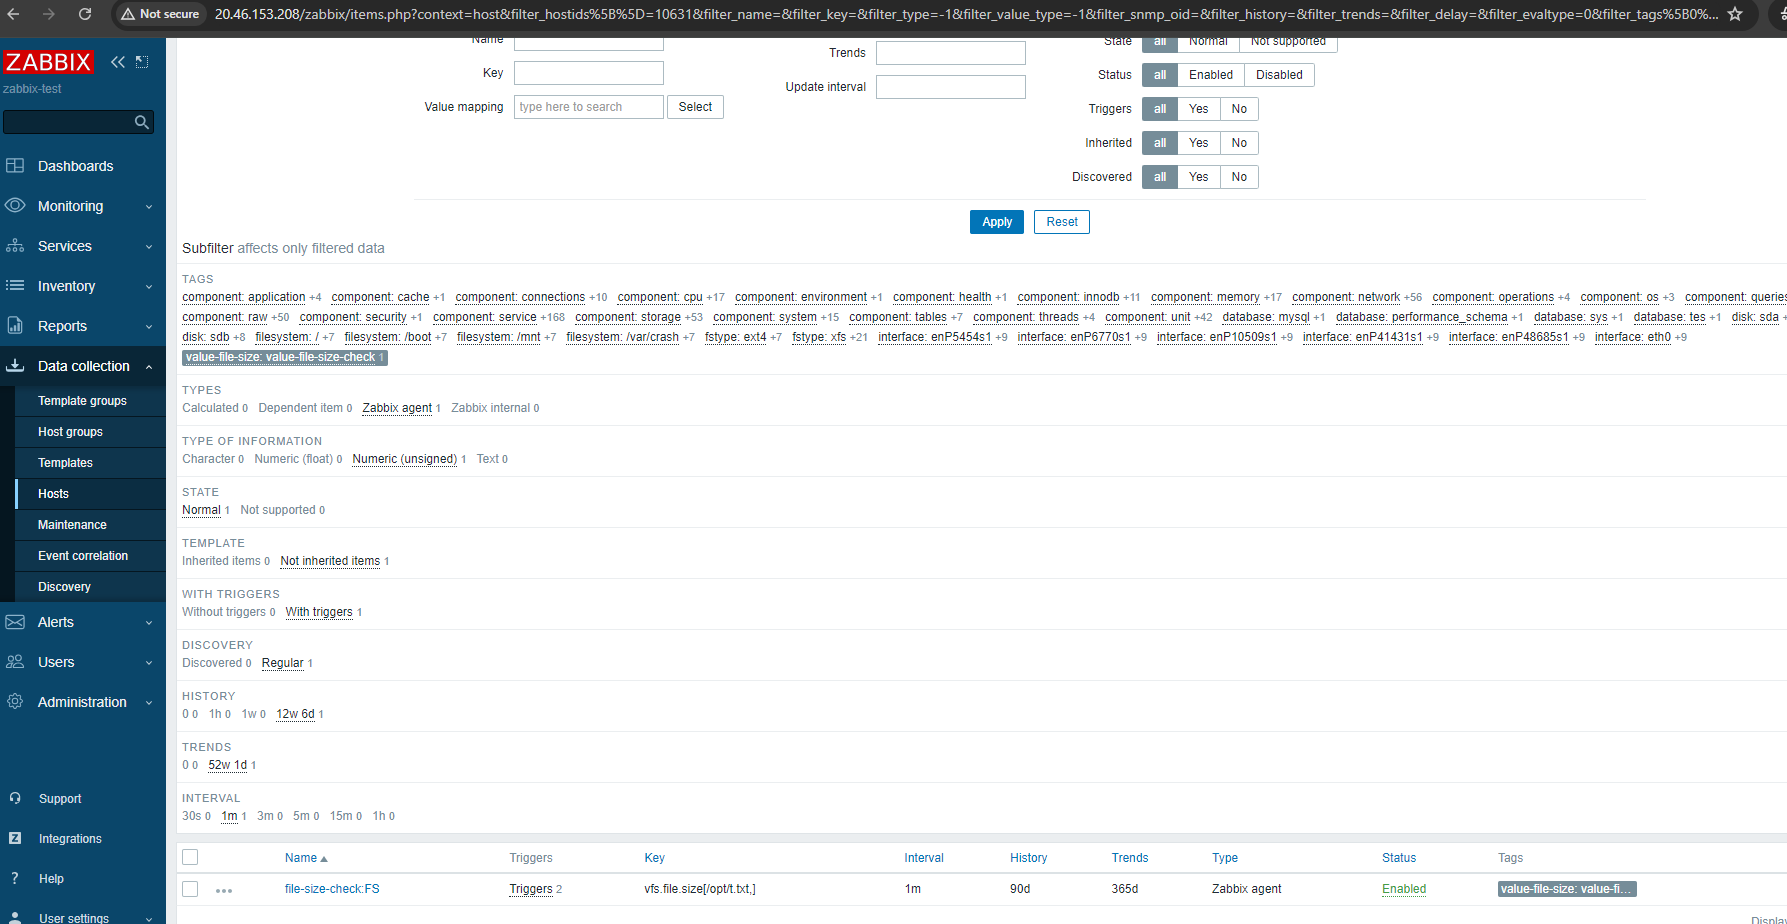 Not secure 20.46.153.208/zabbix/items.php?context=host&filter_hostids%5B%5D=10631&filter_name=&filter_key=&filter_type=-1&filter_value_type=-1&filter_snmp_oid=&filter_history=&filter_trends=&filter_delay=&filter_evaltype=0&filter_tags%5B0%...
ZABBIX
zabbix-test
Dashboards
Monitoring
Services
Inventory
Reports
Data collection
Template groups
Host groups
Templates
Hosts
Maintenance
Event correlation
Discovery
Alerts
Users
Administration
Support
Integrations
Help
User settings
Name
Key
Value mapping type here to search Select
Trends
Update interval
State all Normal Not supported
Status all Enabled Disabled
Triggers all Yes No
Inherited all Yes No
Discovered all Yes No
Apply Reset
Subfilter affects only filtered data
TAGS
component: application +4 component: cache +1 component: connections +10 component: cpu +17 component: environment +1 component: health +1 component: innodb +11 component: memory +17 component: network +56 component: operations +4 component: os +3 component: queries
component: raw +50 component: security +1 component: service +168 component: storage +53 component: system +15 component: tables +7 component: threads +4 component: unit +42 database: mysql +1 database: performance_schema +1 database: sys +1 database: tes +1 disk: sda +
disk: sdb +8 filesystem: / +7 filesystem: /boot +7 filesystem: /mnt +7 filesystem: /var/crash +7 fstype: ext4 +7 fstype: xfs +21 interface: enP5454s1 +9 interface: enP6770s1 +9 interface: enP10509s1 +9 interface: enP41431s1 +9 interface: enP48685s1 +9 interface: eth0 +9
value-file-size: value-file-size-check 1
TYPES
Calculated 0 Dependent item 0 Zabbix agent 1 Zabbix internal 0
TYPE OF INFORMATION
Character 0 Numeric (float) 0 Numeric (unsigned) 1 Text 0
STATE
Normal 1 Not supported 0
TEMPLATE
Inherited items 0 Not inherited items 1
WITH TRIGGERS
Without triggers 0 With triggers 1
DISCOVERY
Discovered 0 Regular 1
HISTORY
0 0 1h 0 1w 0 12w 6d 1
TRENDS
0 0 52w 1d 1
INTERVAL
30s 0 1m 1 3m 0 5m 0 15m 0 1h 0
Name Triggers Key Interval History Trends Type Status Tags
file-size-check:FS Triggers 2 vfs.file.size[/opt/t.txt,] 1m 90d 365d Zabbix agent Enabled value-file-size: value-fi...
Display